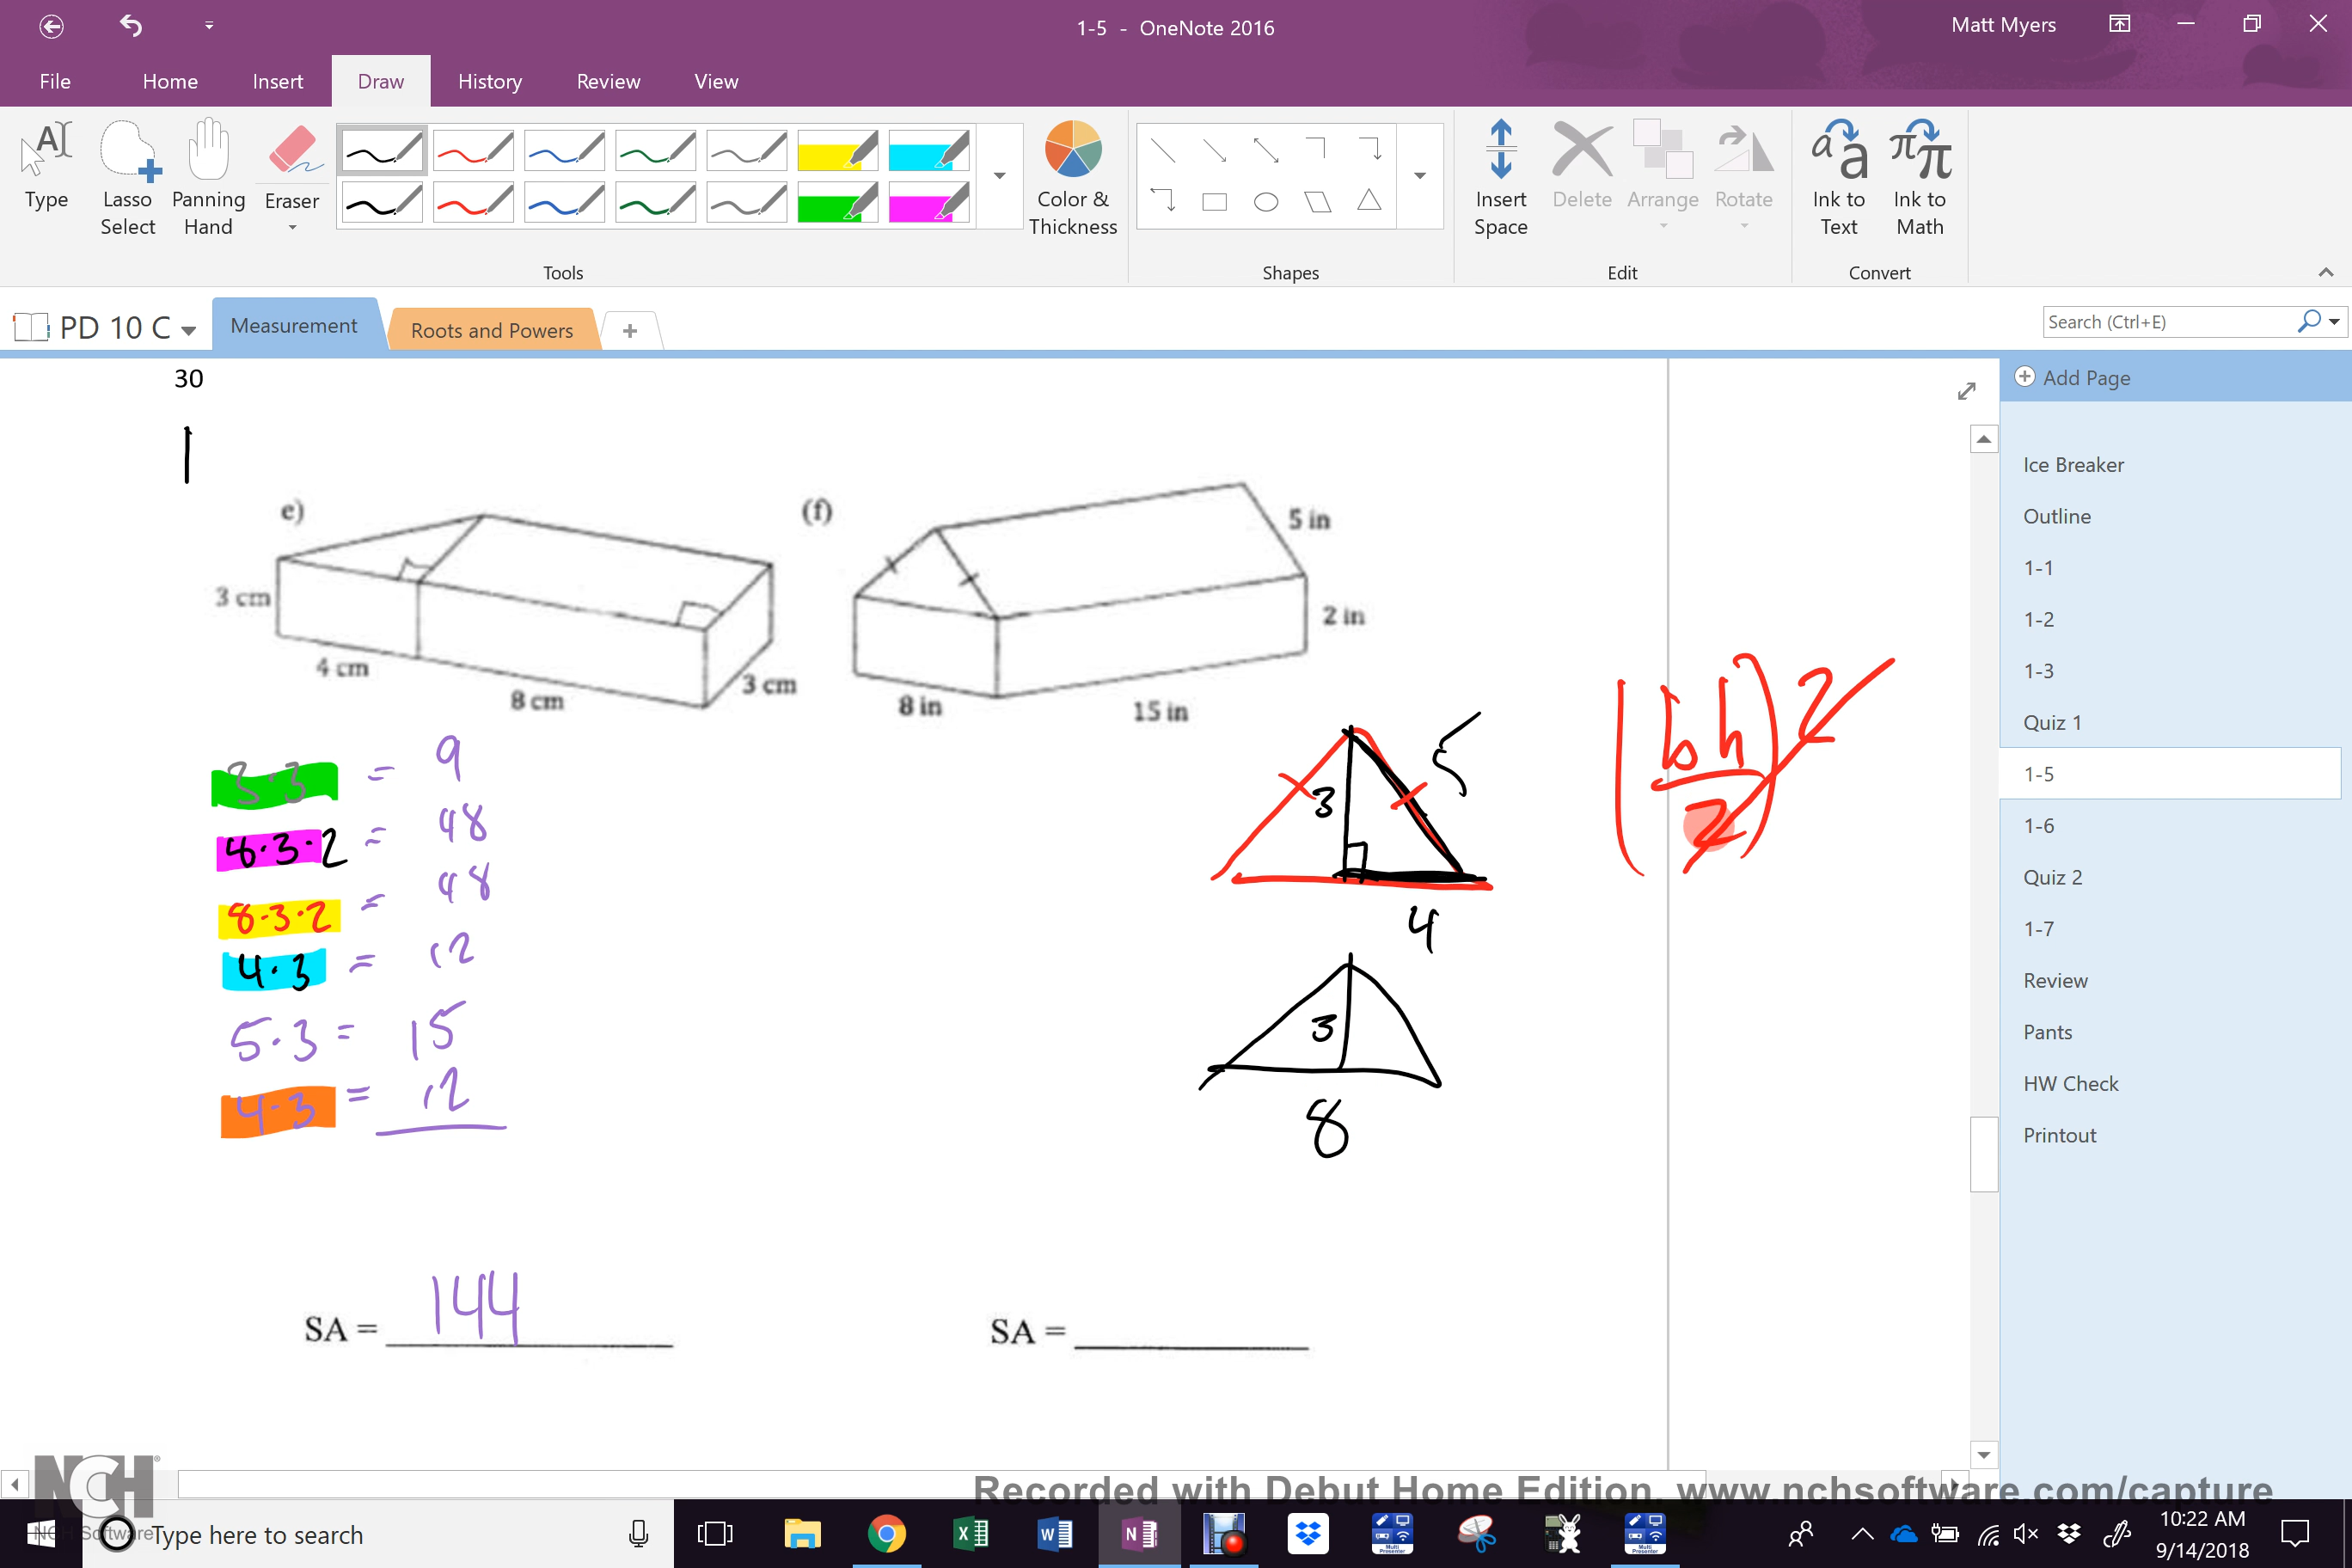 1-5 - OneNote 2016
Matt Myers
File Home Insert Draw History Review View
Type
Lasso Select
Panning Hand
Eraser
Color & Thickness
Insert Space
Delete
Arrange
Rotate
Ink to Text
Ink to Math
Tools
Shapes
Edit
Convert
PD 10 C
Measurement
Roots and Powers
Search (Ctrl+E)
30
e)
3 cm
4 cm
8 cm
3 cm
(f)
5 in
2 in
8 in
15 in
3·3 = 9
8·3·2 = 48
8·3·2 = 48
4·3 = 12
5·3 = 15
4·3 = 12
3
5
4
3
8
(bh/2)2
SA = 144
SA =
Add Page
Ice Breaker
Outline
1-1
1-2
1-3
Quiz 1
1-5
1-6
Quiz 2
1-7
Review
Pants
HW Check
Printout
NCH
NCH Software
Recorded with Debut Home Edition. www.nchsoftware.com/capture
Type here to search
10:22 AM
9/14/2018